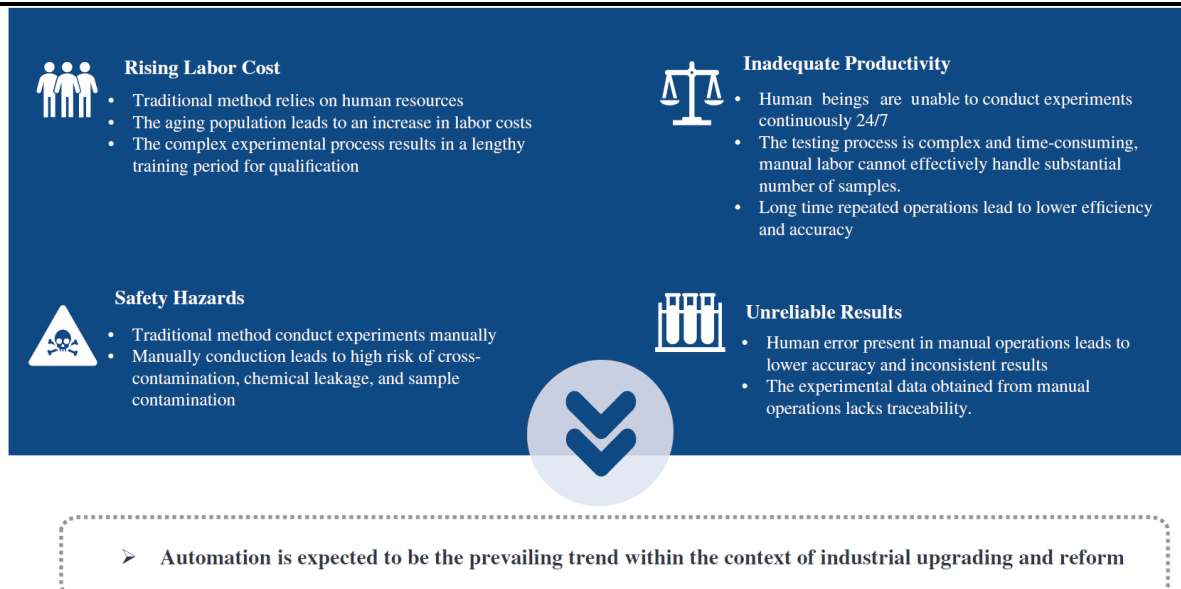 Rising Labor Cost
• Traditional method relies on human resources
• The aging population leads to an increase in labor costs
• The complex experimental process results in a lengthy
training period for qualification
Inadequate Productivity
• Human beings are unable to conduct experiments
continuously 24/7
• The testing process is complex and time-consuming,
manual labor cannot effectively handle substantial
number of samples.
• Long time repeated operations lead to lower efficiency
and accuracy
Safety Hazards
• Traditional method conduct experiments manually
• Manually conduction leads to high risk of cross-
contamination, chemical leakage, and sample
contamination
Unreliable Results
• Human error present in manual operations leads to
lower accuracy and inconsistent results
• The experimental data obtained from manual
operations lacks traceability.
➢ Automation is expected to be the prevailing trend within the context of industrial upgrading and reform